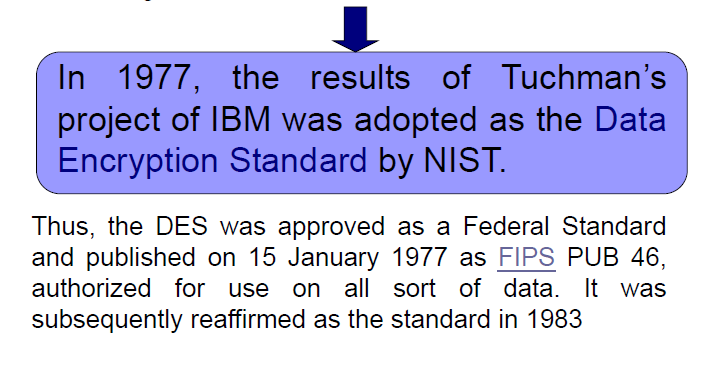 In 1977, the results of Tuchman’s
project of IBM was adopted as the Data
Encryption Standard by NIST.
Thus, the DES was approved as a Federal Standard
and published on 15 January 1977 as FIPS PUB 46,
authorized for use on all sort of data. It was
subsequently reaffirmed as the standard in 1983